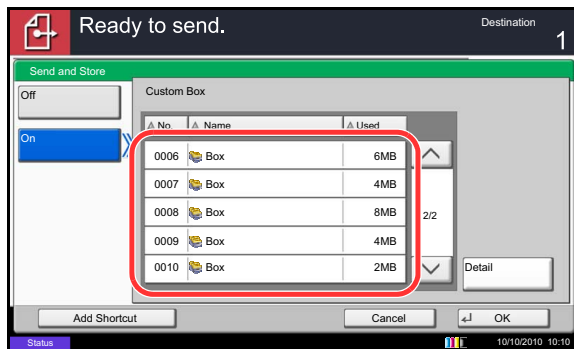 Ready to send.
Destination
1
Send and Store
Off
Custom Box
On
No. Name Used
0006 Box 6MB
0007 Box 4MB
0008 Box 8MB
2/2
0009 Box 4MB
0010 Box 2MB
Detail
Add Shortcut Cancel OK
Status 10/10/2010 10:10